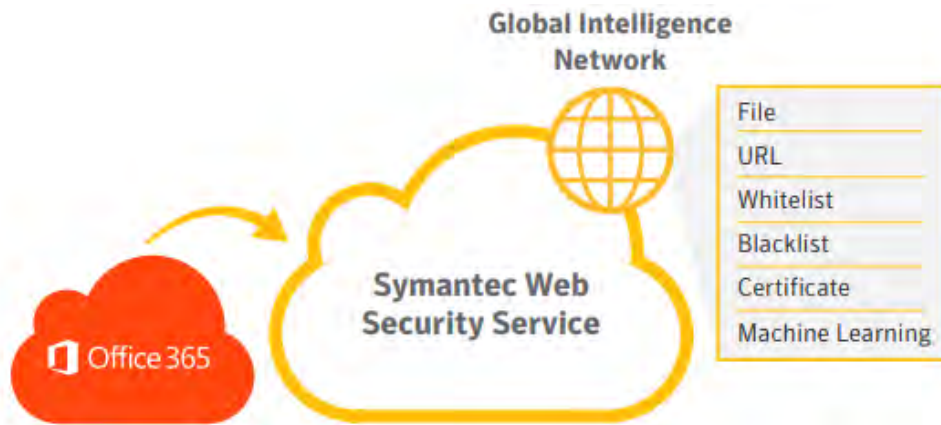 Global Intelligence
Network
File
URL
Whitelist
Blacklist
Certificate
Machine Learning
Symantec Web
Security Service
Office 365